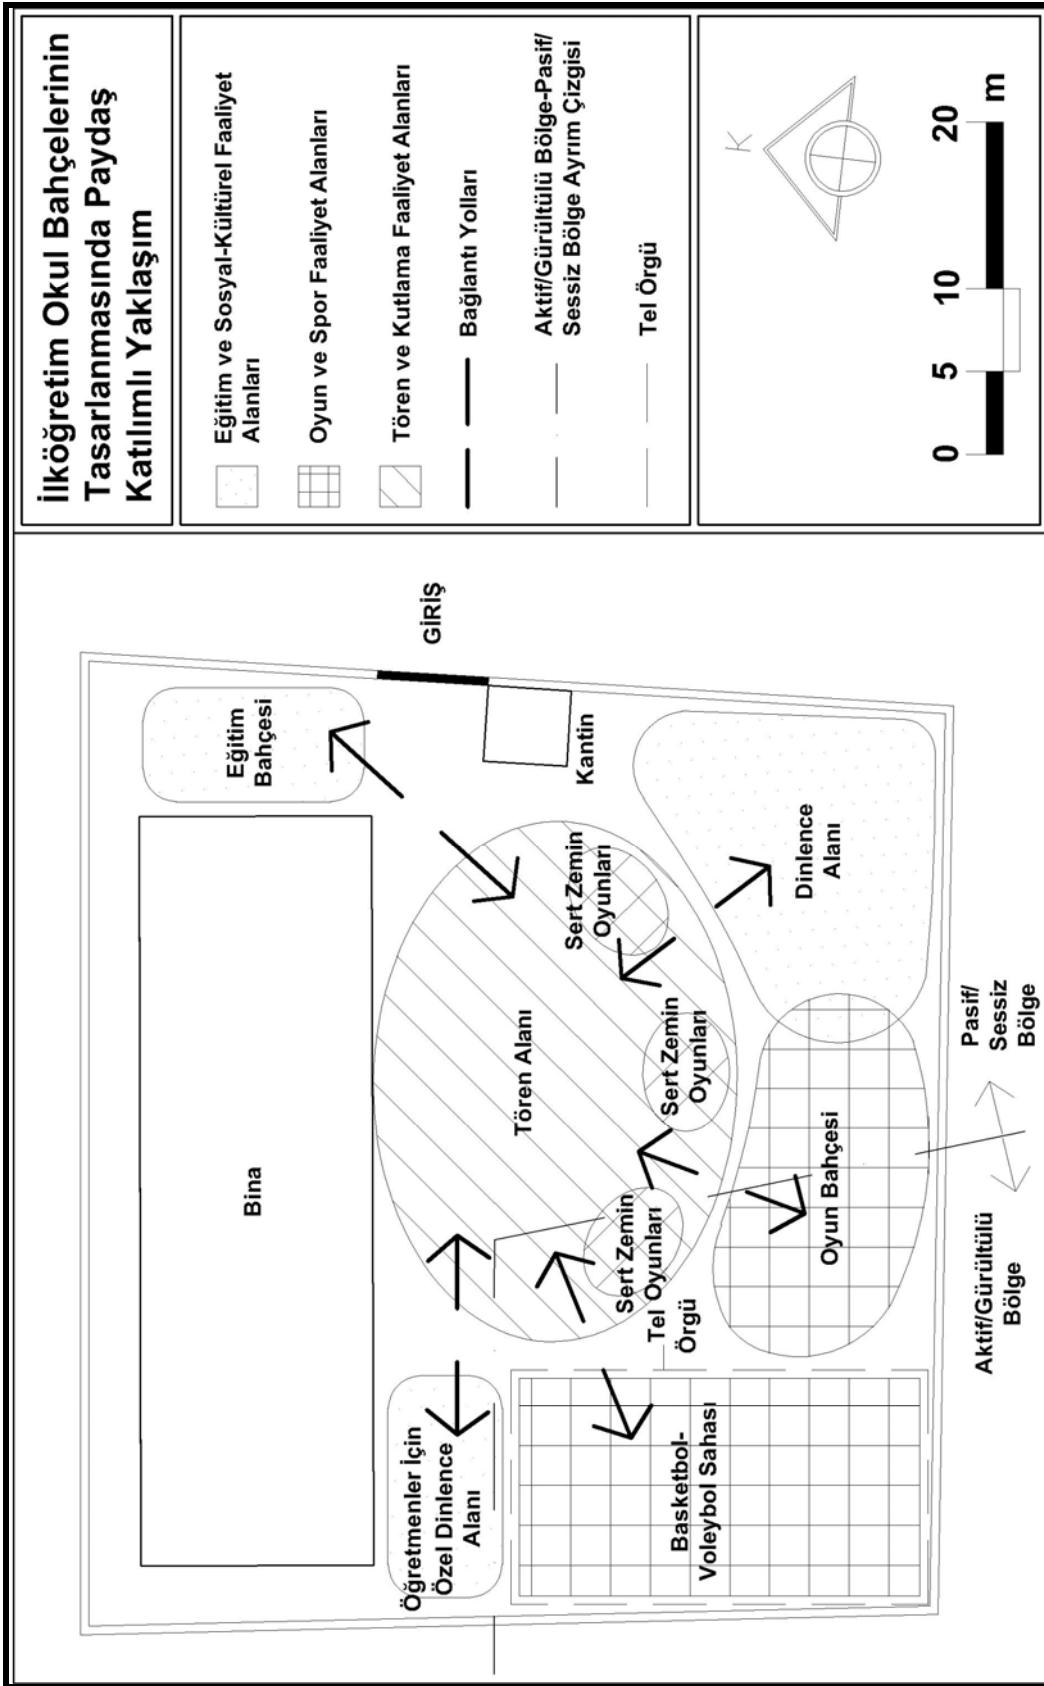 İlköğretim Okul Bahçelerinin
Tasarlanmasında Paydaş
Katılımlı Yaklaşım
Eğitim ve Sosyal-Kültürel Faaliyet
Alanları
Oyun ve Spor Faaliyet Alanları
Tören ve Kutlama Faaliyet Alanları
Bağlantı Yolları
Aktif/Gürültülü Bölge-Pasif/
Sessiz Bölge Ayrım Çizgisi
Tel Örgü
K
0 5 10 20 m
GİRİŞ
Eğitim
Bahçesi
Kantin
Bina
Tören Alanı
Sert Zemin
Oyunları
Sert Zemin
Oyunları
Sert Zemin
Oyunları
Dinlence
Alanı
Oyun Bahçesi
Tel
Örgü
Öğretmenler İçin
Özel Dinlence
Alanı
Basketbol-
Voleybol Sahası
Pasif/
Sessiz
Bölge
Aktif/Gürültülü
Bölge